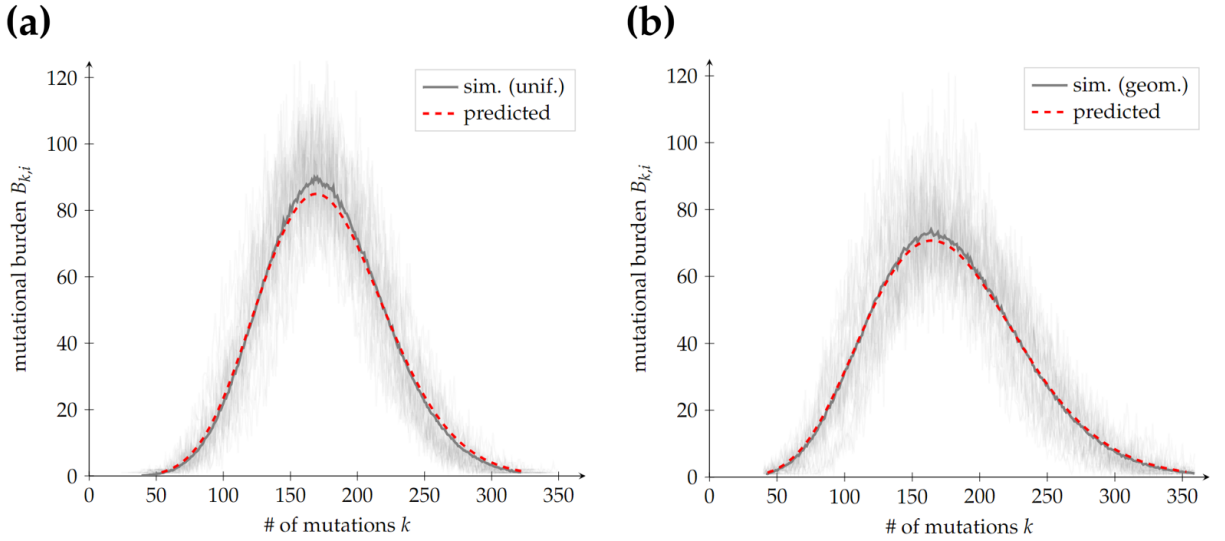 (a)
mutational burden B_{k,i}
120
100
80
60
40
20
0
0 50 100 150 200 250 300 350
# of mutations k
sim. (unif.)
predicted
(b)
mutational burden B_{k,i}
120
100
80
60
40
20
0
0 50 100 150 200 250 300 350
# of mutations k
sim. (geom.)
predicted